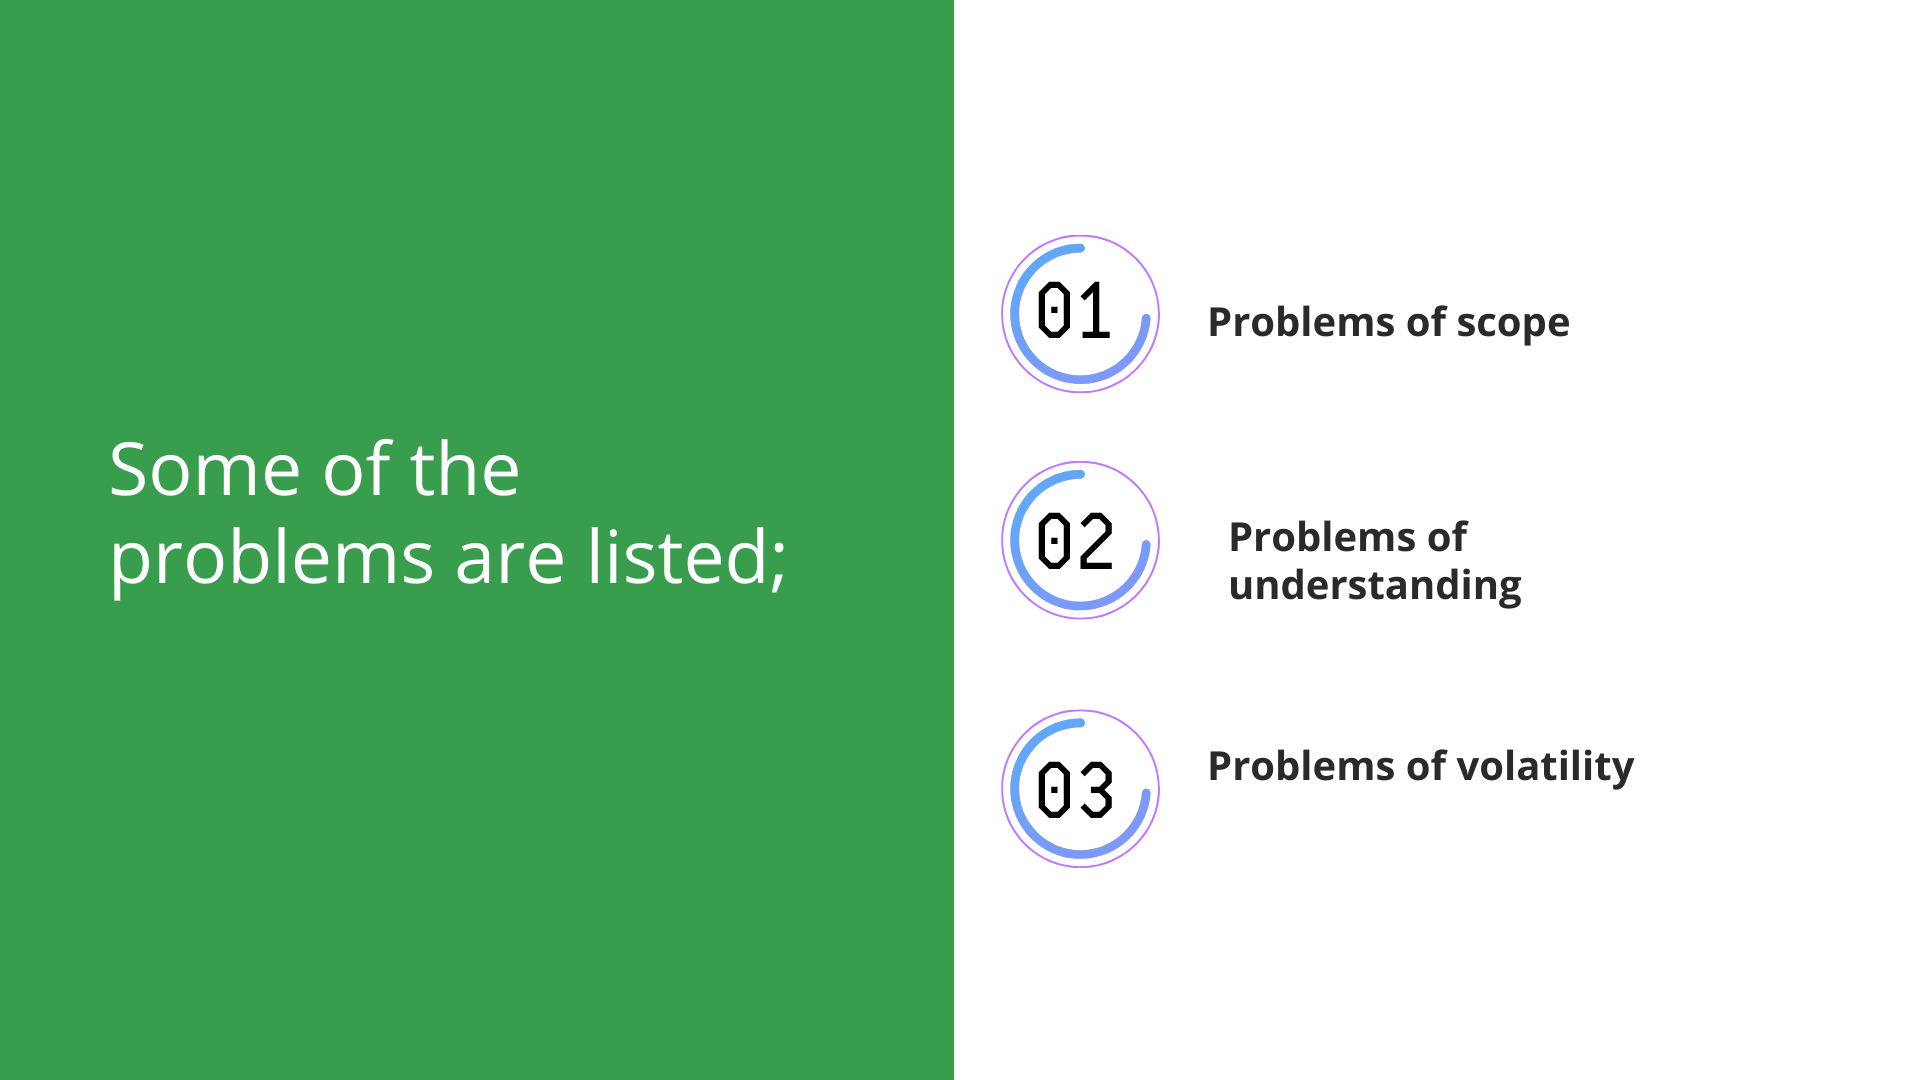 Some of the
problems are listed;
01
Problems of scope
02
Problems of
understanding
03
Problems of volatility